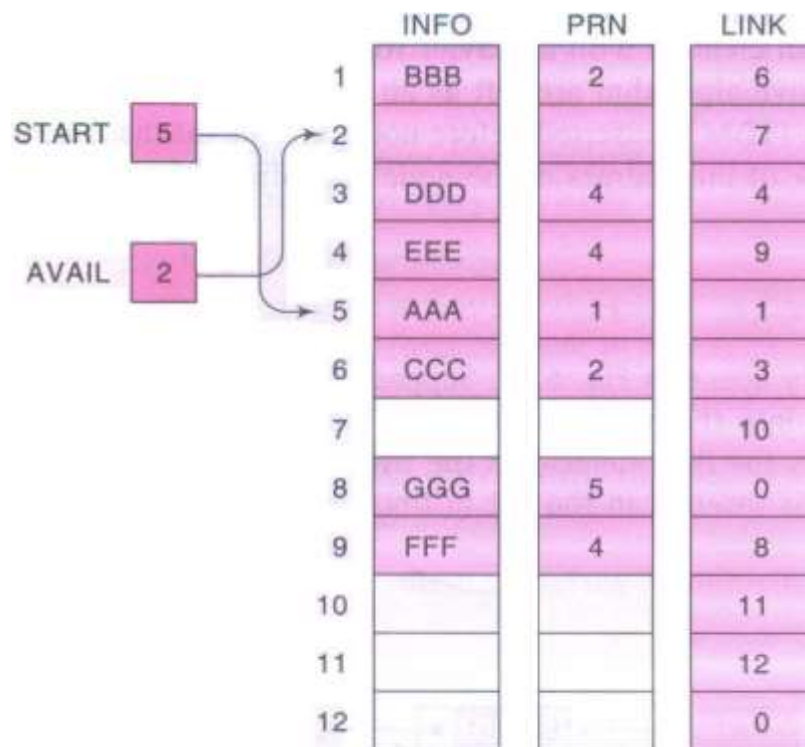 INFO PRN LINK
1 BBB 2 6
START 5 2 7
3 DDD 4 4
4 EEE 4 9
AVAIL 2
5 AAA 1 1
6 CCC 2 3
7 10
8 GGG 5 0
9 FFF 4 8
10 11
11 12
12 0